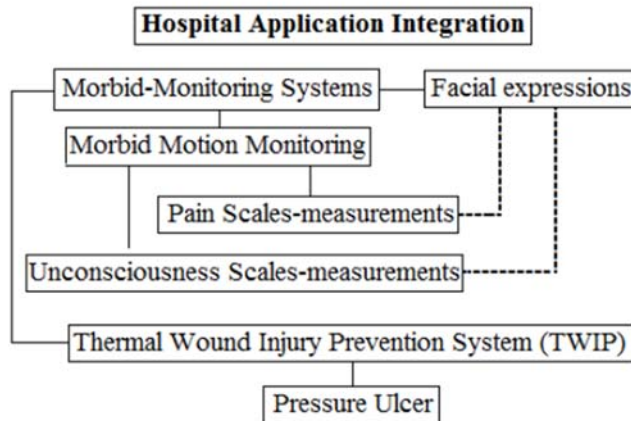 Hospital Application Integration
Morbid-Monitoring Systems
Facial expressions
Morbid Motion Monitoring
Pain Scales-measurements
Unconsciousness Scales-measurements
Thermal Wound Injury Prevention System (TWIP)
Pressure Ulcer